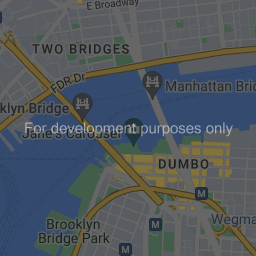 E Broadway
TWO BRIDGES
FDR Dr
Manhattan Bri
klyn Bridge
For development purposes only
Jane's Carousel
DUMBO
M
Wegma
Brooklyn
Bridge Park
M
M